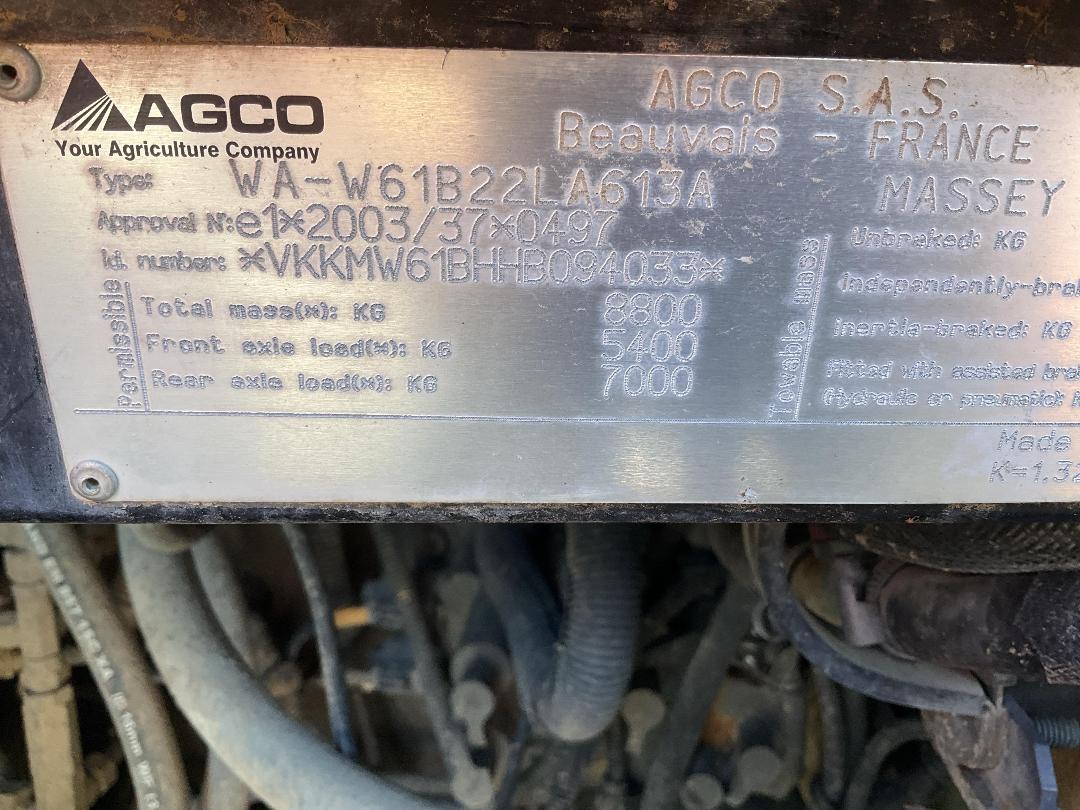 AGCO
Your Agriculture Company
AGCO S.A.S.
Beauvais - FRANCE
MASSEY
Type: WA-W61B22LA613A
Approval N°: e1*2003/37*0497
Id. number: *VKKMW61BHHB094033*
Permissible
Total mass(*): KG 8800
Front axle load(*): KG 5400
Rear axle load(*): KG 7000
Towable mass
Unbraked: KG
Independently-bra
Inertia-braked: KG
Fitted with assisted bra
Hydraulic or pneumatic:
Made
K=1.32